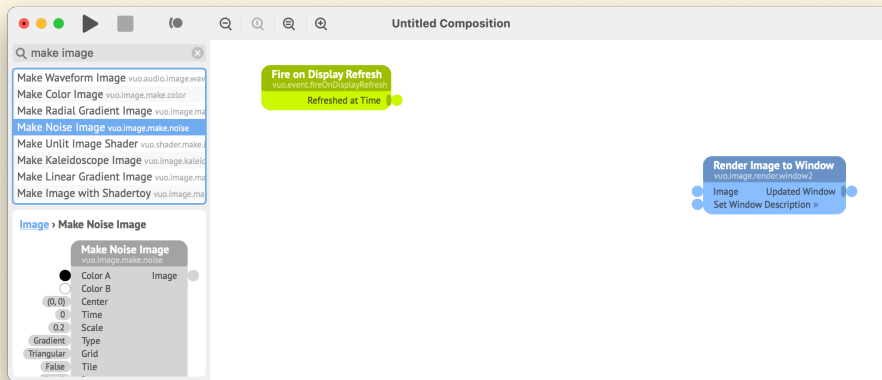 Untitled Composition
make image
Make Waveform Image vuo.audio.image.wav
Make Color Image vuo.image.make.color
Make Radial Gradient Image vuo.image.ma
Make Noise Image vuo.image.make.noise
Make Unlit Image Shader vuo.shader.make.i
Make Kaleidoscope Image vuo.image.kaleid
Make Linear Gradient Image vuo.image.ma
Make Image with Shadertoy vuo.image.ma
Image › Make Noise Image
Make Noise Image
vuo.image.make.noise
Color A Image
Color B
(0, 0) Center
0 Time
0.2 Scale
Gradient Type
Triangular Grid
False Tile
Fire on Display Refresh
vuo.event.fireOnDisplayRefresh
Refreshed at Time
Render Image to Window
vuo.image.render.window2
Image Updated Window
Set Window Description